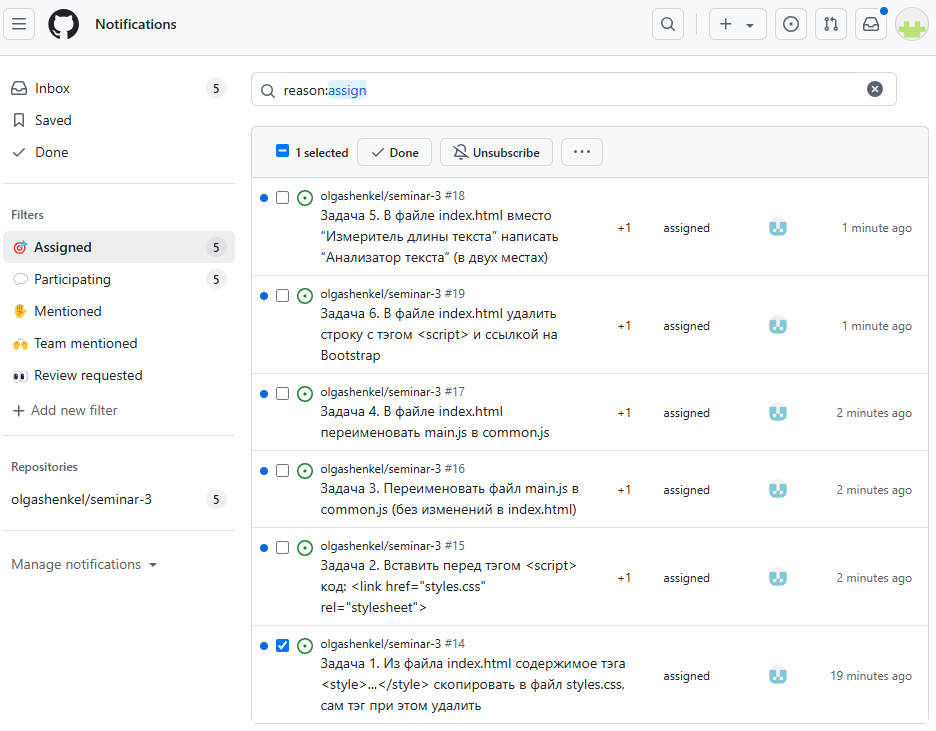 Notifications
Inbox 5
Saved
Done
Filters
Assigned 5
Participating 5
Mentioned
Team mentioned
Review requested
Add new filter
Repositories
olgashenkel/seminar-3 5
Manage notifications
reason:assign
1 selected Done Unsubscribe
olgashenkel/seminar-3 #18
Задача 5. В файле index.html вместо
“Измеритель длины текста” написать
“Анализатор текста” (в двух местах)
+1 assigned 1 minute ago
olgashenkel/seminar-3 #19
Задача 6. В файле index.html удалить
строку с тэгом <script> и ссылкой на
Bootstrap
+1 assigned 1 minute ago
olgashenkel/seminar-3 #17
Задача 4. В файле index.html
переименовать main.js в common.js
+1 assigned 2 minutes ago
olgashenkel/seminar-3 #16
Задача 3. Переименовать файл main.js в
common.js (без изменений в index.html)
+1 assigned 2 minutes ago
olgashenkel/seminar-3 #15
Задача 2. Вставить перед тэгом <script>
код: <link href="styles.css"
rel="stylesheet">
+1 assigned 2 minutes ago
olgashenkel/seminar-3 #14
Задача 1. Из файла index.html содержимое тэга
<style>...</style> скопировать в файл styles.css,
сам тэг при этом удалить
assigned 19 minutes ago